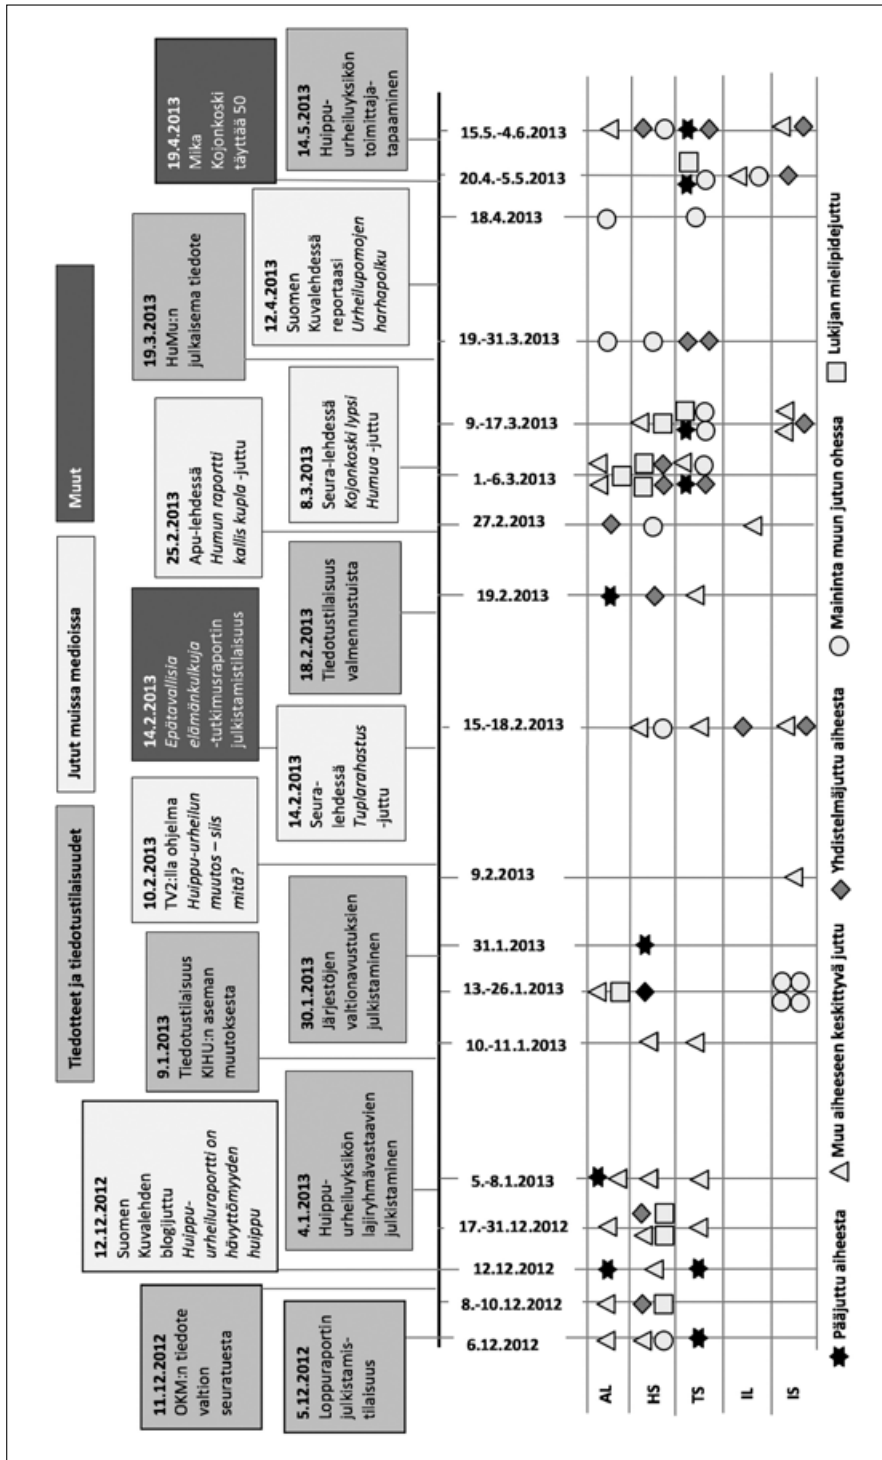 Tiedotteet ja tiedotustilaisuudet
Jutut muissa medioissa
Muut
11.12.2012
OKM:n tiedote
valtion
seuratuesta
12.12.2012
Suomen
Kuvalehden
blogijuttu
Huippu-
urheiluraportti on
hävyttömyyden
huippu
9.1.2013
Tiedotustilaisuus
KIHU:n aseman
muutoksesta
10.2.2013
TV2:lla ohjelma
Huippu-urheilun
muutos – siis
mitä?
14.2.2013
Epätavallisia
elämänkulkuja
-tutkimusraportin
julkistamistilaisuus
25.2.2013
Apu-lehdessä
Humun raportti
kallis kupla -juttu
19.3.2013
HuMu:n
julkaisema tiedote
12.4.2013
Suomen
Kuvalehdessä
reportaasi
Urheilupomojen
harhapolku
19.4.2013
Mika
Kojonkoski
täyttää 50
5.12.2012
Loppuraportin
julkistamis-
tilaisuus
4.1.2013
Huippu-
urheiluyksikön
lajiryhmävastaavien
julkistaminen
30.1.2013
Järjestöjen
valtionavustuksien
julkistaminen
14.2.2013
Seura-
lehdessä
Tuplarahastus
-juttu
18.2.2013
Tiedotustilaisuus
valmennustuista
8.3.2013
Seura-lehdessä
Kojonkoski lypsi
Humua -juttu
14.5.2013
Huippu-
urheiluyksikön
toimittaja-
tapaaminen
6.12.2012
8.-10.12.2012
12.12.2012
17.-31.12.2012
5.-8.1.2013
10.-11.1.2013
13.-26.1.2013
31.1.2013
9.2.2013
15.-18.2.2013
19.2.2013
27.2.2013
1.-6.3.2013
9.-17.3.2013
19.-31.3.2013
18.4.2013
20.4.-5.5.2013
15.5.-4.6.2013
AL
HS
TS
IL
IS
Pääjuttu aiheesta
Muu aiheeseen keskittyvä juttu
Yhdistelmäjuttu aiheesta
Maininta muun jutun ohessa
Lukijan mielipidejuttu